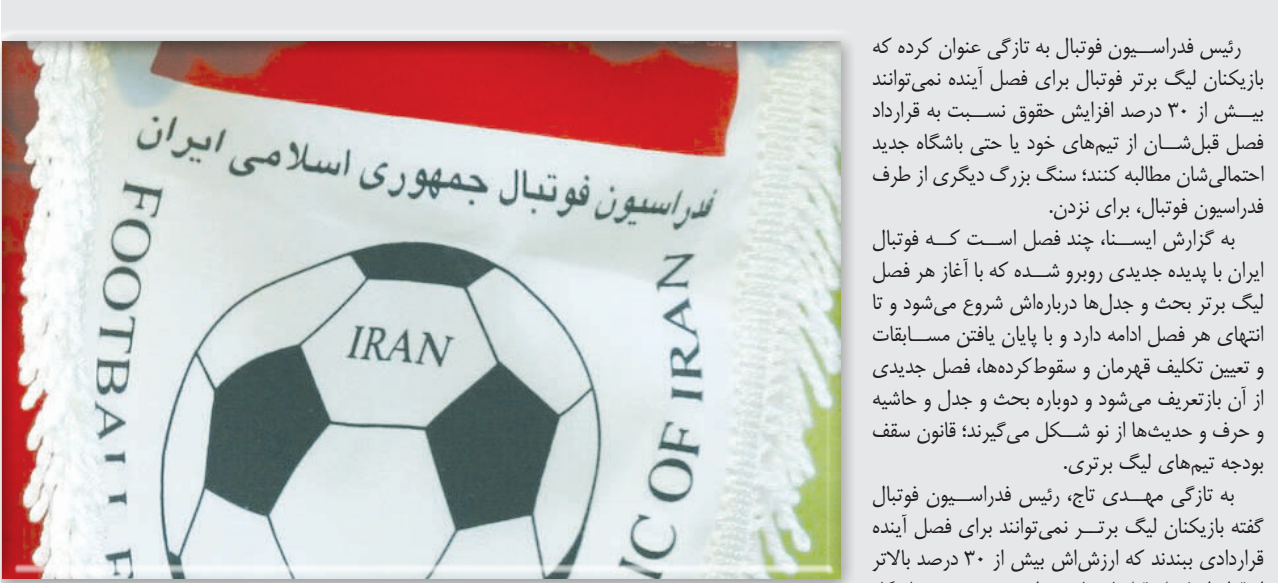 رئیس فدراسیون فوتبال به تازگی عنوان کرده که
بازیکنان لیگ برتر فوتبال برای فصل آینده نمی‌توانند
بیش از ۳۰ درصد افزایش حقوق نسبت به قرارداد
فصل قبل‌شان از تیم‌های خود یا حتی باشگاه جدید
احتمالی‌شان مطالبه کنند؛ سنگ بزرگ دیگری از طرف
فدراسیون فوتبال، برای نزدن.
به گزارش ایسنا، چند فصل است که فوتبال
ایران با پدیده جدیدی روبرو شده که با آغاز هر فصل
لیگ برتر بحث و جدل‌ها درباره‌اش شروع می‌شود و تا
انتهای هر فصل ادامه دارد و با پایان یافتن مسابقات
و تعیین تکلیف قهرمان و سقوط‌کرده‌ها، فصل جدیدی
از آن بازتعریف می‌شود و دوباره بحث و جدل و حاشیه
و حرف و حدیث‌ها از نو شکل می‌گیرند؛ قانون سقف
بودجه تیم‌های لیگ برتری.
به تازگی مهدی تاج، رئیس فدراسیون فوتبال
گفته بازیکنان لیگ برتر نمی‌توانند برای فصل آینده
قراردادی ببندند که ارزش‌اش بیش از ۳۰ درصد بالاتر
فدراسیون فوتبال جمهوری اسلامی ایران
FOOTBALL
IC OF IRAN
IRAN